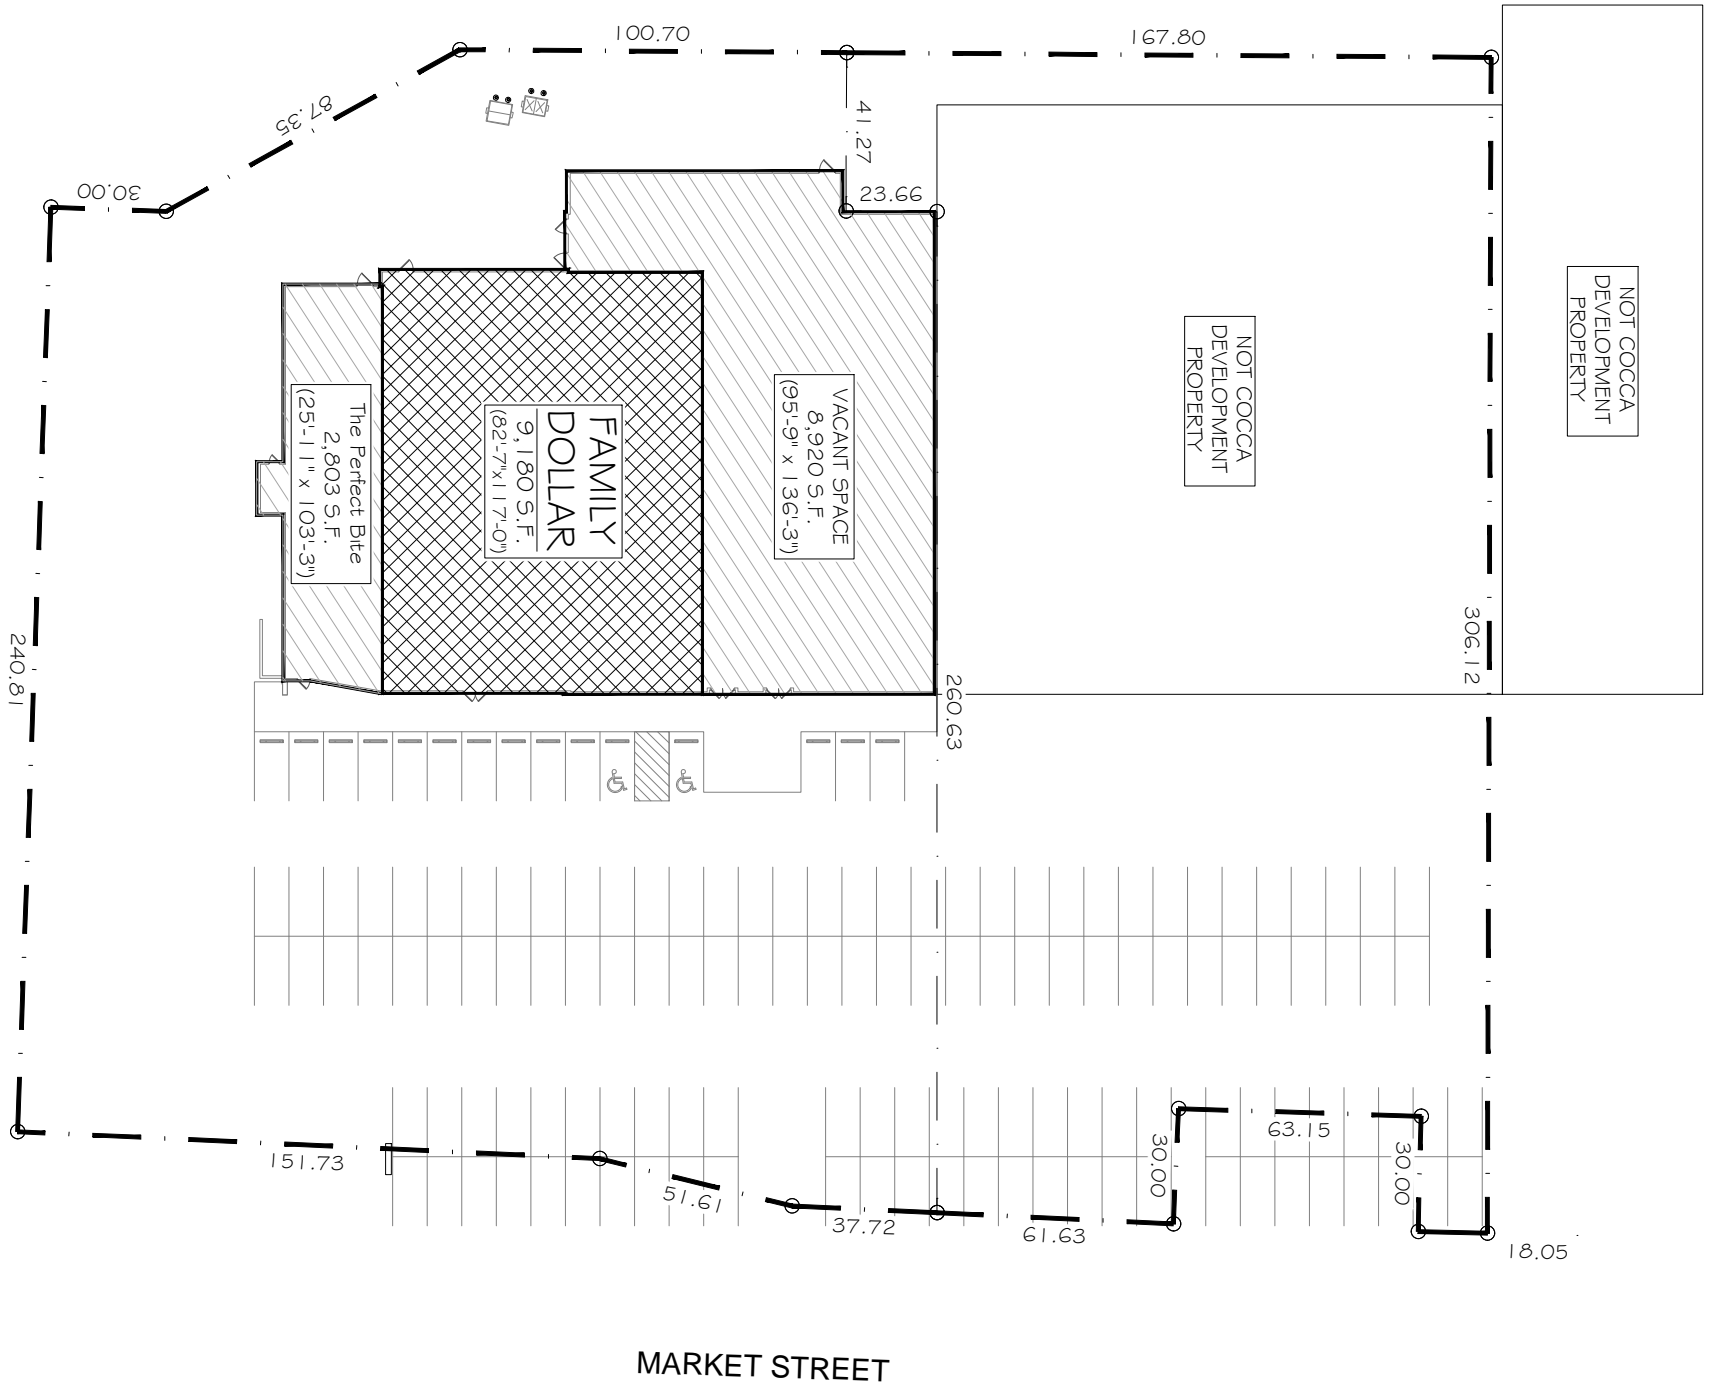 100.70
167.80
87.35
41.27
30.00
23.66
NOT COCCA
DEVELOPMENT
PROPERTY
NOT COCCA
DEVELOPMENT
PROPERTY
VACANT SPACE
8,920 S.F.
(95'-9" x 136'-3")
FAMILY
DOLLAR
9,180 S.F.
(82'-7"x117'-0")
The Perfect Bite
2,803 S.F.
(25'-11" x 103'-3")
240.81
306.12
260.63
151.73
51.61
37.72
61.63
30.00
63.15
30.00
18.05
MARKET STREET